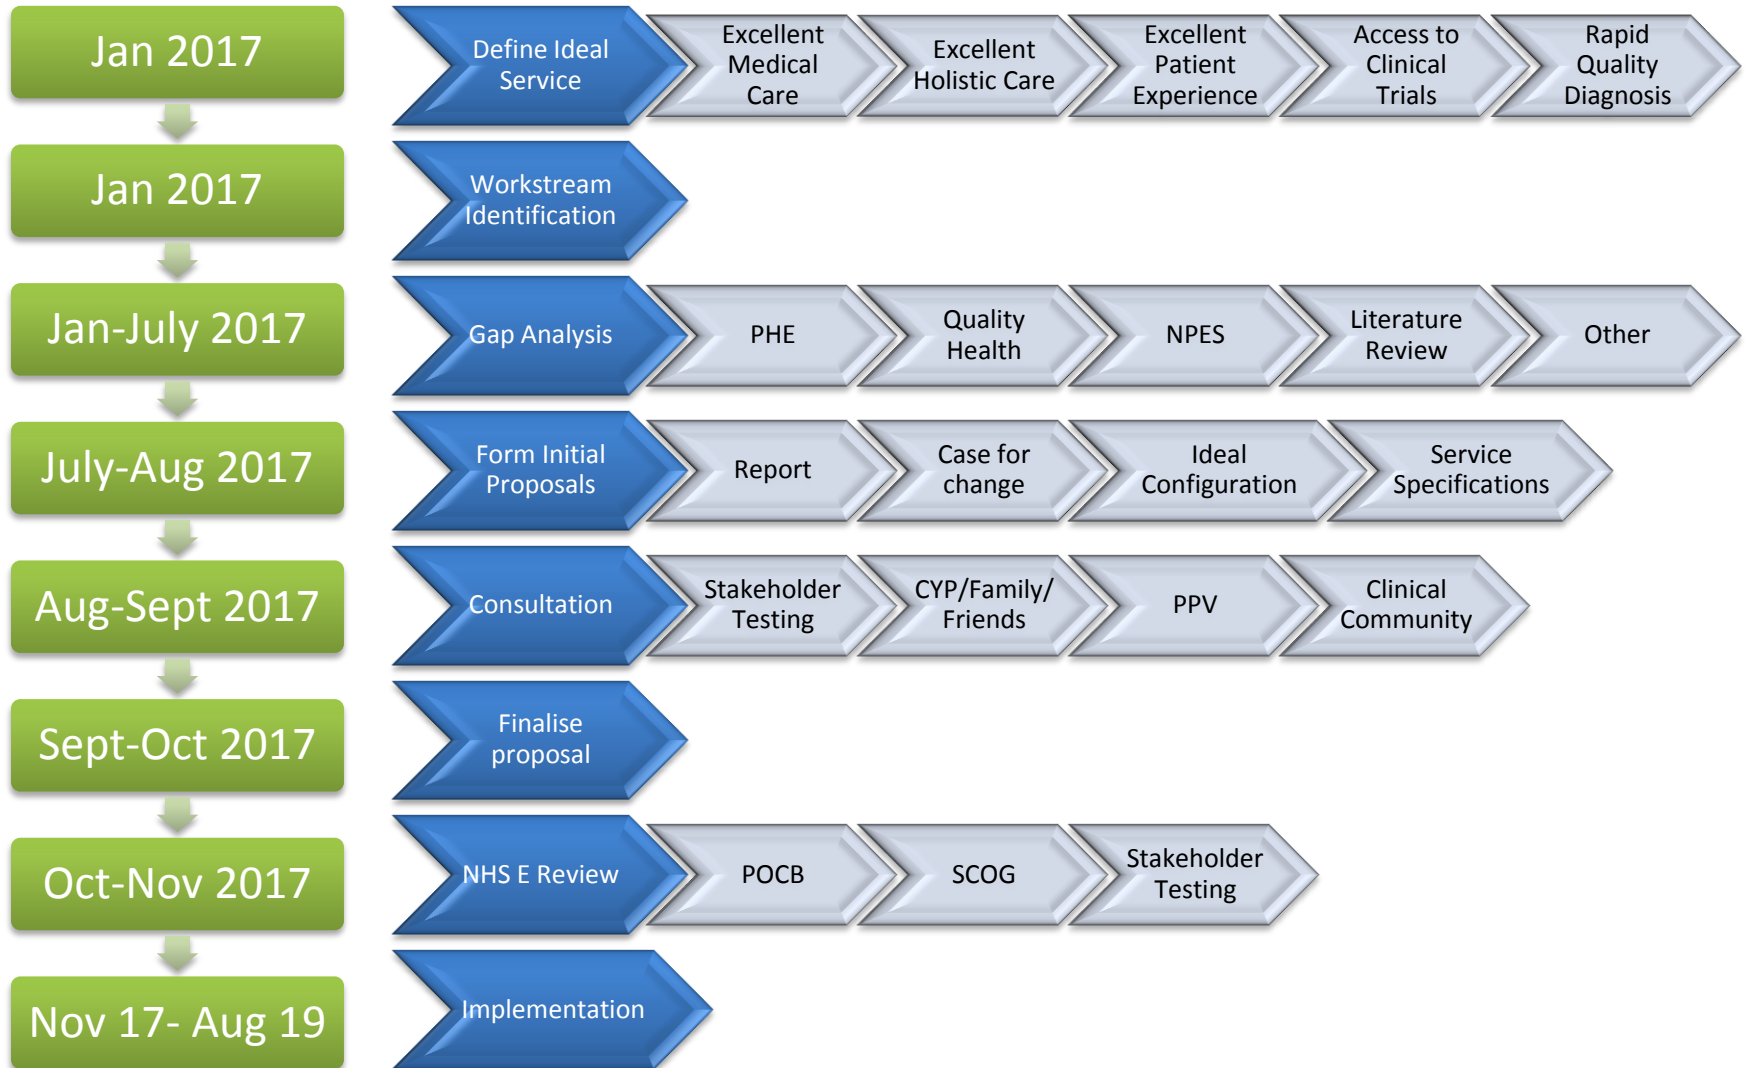 Jan 2017
Define Ideal
Service
Excellent
Medical
Care
Excellent
Holistic Care
Excellent
Patient
Experience
Access to
Clinical
Trials
Rapid
Quality
Diagnosis
Jan 2017
Workstream
Identification
Jan-July 2017
Gap Analysis
PHE
Quality
Health
NPES
Literature
Review
Other
July-Aug 2017
Form Initial
Proposals
Report
Case for
change
Ideal
Configuration
Service
Specifications
Aug-Sept 2017
Consultation
Stakeholder
Testing
CYP/Family/
Friends
PPV
Clinical
Community
Sept-Oct 2017
Finalise
proposal
Oct-Nov 2017
NHS E Review
POCB
SCOG
Stakeholder
Testing
Nov 17- Aug 19
Implementation